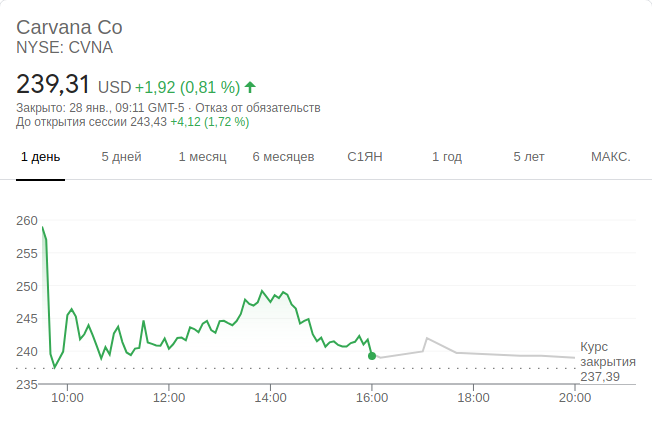 Carvana Co
NYSE: CVNA
239,31 USD +1,92 (0,81 %)
Закрыто: 28 янв., 09:11 GMT-5 · Отказ от обязательств
До открытия сессии 243,43 +4,12 (1,72 %)
1 день 5 дней 1 месяц 6 месяцев С1ЯН 1 год 5 лет МАКС.
260
255
250
245
240
235
Курс
закрытия
237,39
10:00 12:00 14:00 16:00 18:00 20:00